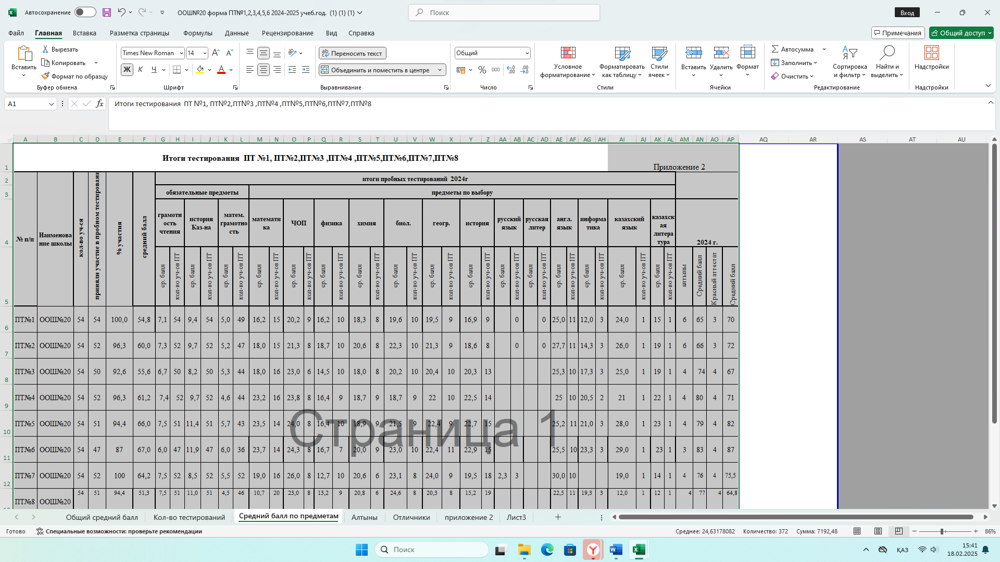 Автосохранение ООШ№20 форма ПТ№1,2,3,4,5,6 2024-2025 учеб.год. (1) (1) (1) Поиск Вход
Файл Главная Вставка Разметка страницы Формулы Данные Рецензирование Вид Справка Примечания Общий доступ
Вставить Вырезать Копировать Формат по образцу Буфер обмена
Times New Roman 14 Ж К Ч Шрифт
Переносить текст Объединить и поместить в центре Выравнивание
Общий % 000 Число
Условное форматирование Форматировать как таблицу Стили ячеек Стили
Вставить Удалить Формат Ячейки
Автосумма Заполнить Очистить Сортировка и фильтр Найти и выделить Редактирование
Надстройки Надстройки
A1 fx Итоги тестирования ПТ №1, ПТ№2,ПТ№3 ,ПТ№4 ,ПТ№5,ПТ№6,ПТ№7,ПТ№8
A B C D E F G H I J K L M N O P Q R S T U V W X Y Z AA AB AC AD AE AF AG AH AI AJ AK AL AM AN AO AP AQ AR AS AT AU
1 Итоги тестирования ПТ №1, ПТ№2,ПТ№3 ,ПТ№4 ,ПТ№5,ПТ№6,ПТ№7,ПТ№8 Приложение 2
2 итоги пробных тестирований 2024г
3 обязательные предметы предметы по выбору
4 № п/п Наименование школы кол-во уч-ся приняли участие в пробном тестировани % участия средний балл грамотность чтения история Каз-на матем. грамотность математика ЧОП физика химия биол. геогр. история русский язык русская литер англ. язык информатика казахский язык казахская литература 2024 г.
5 ср. балл кол-во уч-ов ПТ ср. балл кол-во уч-ов ПТ ср. балл кол-во уч-ов ПТ ср. балл кол-во уч-ов ПТ ср. балл кол-во уч-ов ПТ ср. балл кол-во уч-ов ПТ ср. балл кол-во уч-ов ПТ ср. балл кол-во уч-ов ПТ ср. балл кол-во уч-ов ПТ ср. балл кол-во уч-ов ПТ ср. балл кол-во уч-ов ПТ ср. балл кол-во уч-ов ПТ ср. балл кол-во уч-ов ПТ ср. балл кол-во уч-ов ПТ ср. балл кол-во уч-ов ПТ ср. балл кол-во уч-ов ПТ алтыны Средний балл Красный аттестат Средний балл
6 ПТ№1 ООШ№20 54 54 100,0 54,8 7,1 54 9,4 54 5,0 49 16,2 15 20,2 9 16,2 10 18,3 8 19,6 10 19,5 9 16,9 9 0 0 25,0 11 12,0 3 24,0 1 15 1 6 65 3 70
7 ПТ№2 ООШ№20 54 52 96,3 60,0 7,3 52 9,7 52 5,2 47 18,0 15 21,3 8 18,7 10 20,6 8 22,3 10 21,3 9 18,6 8 0 0 27,7 11 14,3 3 26,0 1 19 1 6 66 3 72
8 ПТ№3 ООШ№20 54 50 92,6 55,6 6,7 50 8,2 50 5,3 44 18,0 16 23,0 6 14,5 10 18,0 8 20,2 10 20,4 10 20,3 13 25,3 10 17,3 3 25,0 1 19 1 4 74 4 67
9 ПТ№4 ООШ№20 54 52 96,3 61,2 7,4 52 9,7 52 4,6 44 23,2 16 23,8 8 16,4 9 18,7 9 18,7 9 22 10 22,5 14 25 10 20,5 2 21 1 22 1 4 80 4 71
10 ПТ№5 ООШ№20 54 51 94,4 66,0 7,5 51 11,4 51 5,7 43 23,5 14 24,0 8 16,4 10 18,9 9 21,5 9 22,4 9 22,7 15 25,2 11 21,0 3 28,0 1 23 1 4 79 4 82
Страница 1
11 ПТ№6 ООШ№20 54 47 87 67,0 6,0 47 11,9 47 6,0 36 23,7 14 24,3 8 16,7 7 20,0 9 23,0 10 22,4 11 22,9 15 25,5 10 23,3 3 29,0 1 23 1 3 83 4 87
12 ПТ№7 ООШ№20 54 52 100 64,2 7,5 52 8,5 52 5,5 52 19,0 16 26,0 8 12,7 10 20,6 6 23,1 8 24,0 9 19,5 18 2,3 3 30,0 10 19,0 1 14 1 4 76 4 75,5
ПТ№8 ООШ№20 54 51 94,4 51,3 7,5 51 11,0 51 4,5 46 10,7 20 23,0 8 13,2 9 20,8 6 24,6 8 20,3 8 15,2 19 22,5 11 19,3 3 12,0 1 12 1 4 77 4 64,8
Общий средний балл Кол-во тестирований Средний балл по предметам Алтыны Отличники приложение 2 Лист3
Готово Специальные возможности: проверьте рекомендации Среднее: 24,63178082 Количество: 372 Сумма: 7192,48 86%
Поиск ҚАЗ 15:41
18.02.2025